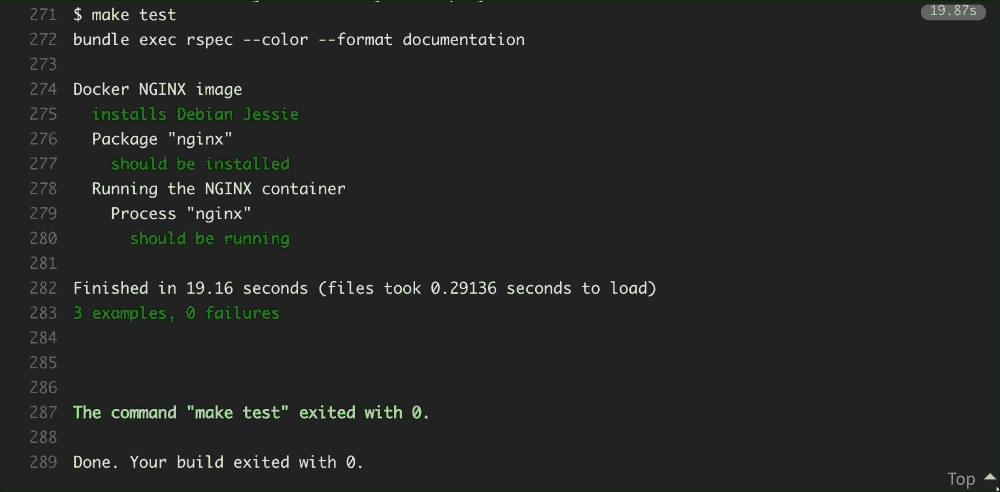 271 $ make test 19.87s
272 bundle exec rspec --color --format documentation
273
274 Docker NGINX image
275 installs Debian Jessie
276 Package "nginx"
277 should be installed
278 Running the NGINX container
279 Process "nginx"
280 should be running
281
282 Finished in 19.16 seconds (files took 0.29136 seconds to load)
283 3 examples, 0 failures
284
285
286
287 The command "make test" exited with 0.
288
289 Done. Your build exited with 0.
Top